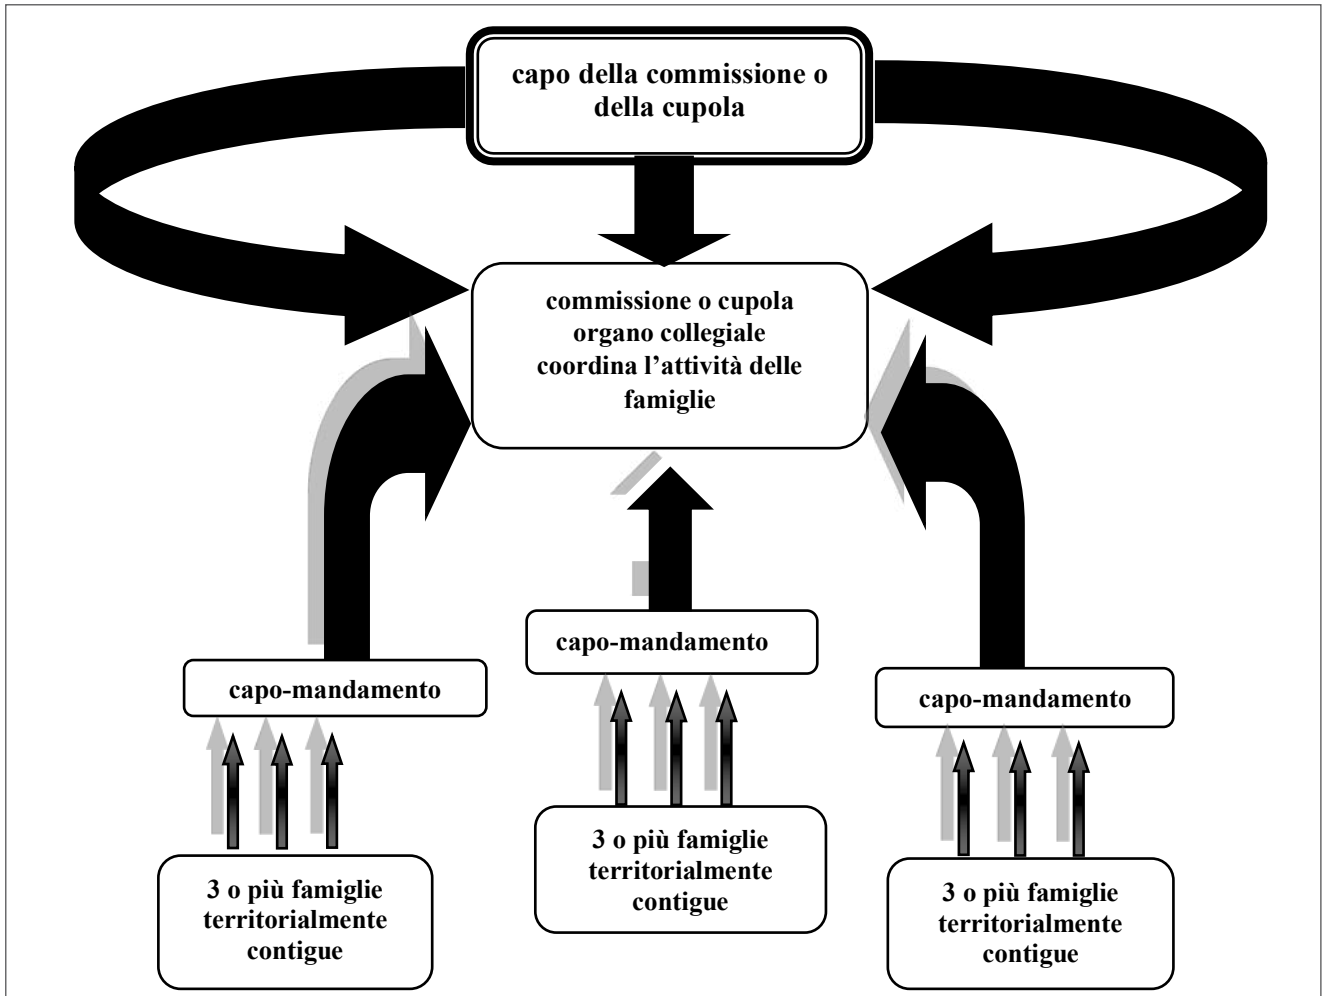 capo della commissione o
della cupola
commissione o cupola
organo collegiale
coordina l’attività delle
famiglie
capo-mandamento
capo-mandamento
capo-mandamento
3 o più famiglie
territorialmente
contigue
3 o più famiglie
territorialmente
contigue
3 o più famiglie
territorialmente
contigue